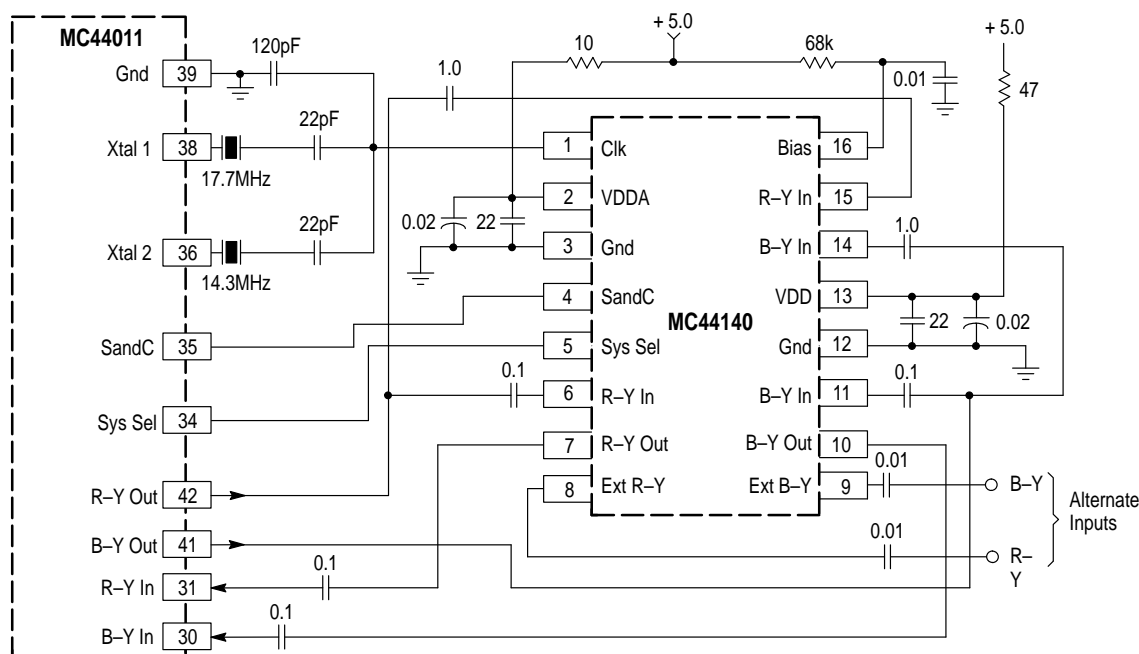 MC44011
Gnd 39
120pF
Xtal 1 38
22pF
17.7MHz
Xtal 2 36
22pF
14.3MHz
SandC 35
Sys Sel 34
R–Y Out 42
B–Y Out 41
R–Y In 31
0.1
B–Y In 30
0.1
1.0
10
+ 5.0
68k
0.01
+ 5.0
47
MC44140
1 Clk
2 VDDA
0.02
22
3 Gnd
4 SandC
5 Sys Sel
0.1
6 R–Y In
7 R–Y Out
8 Ext R–Y
Bias 16
R–Y In 15
B–Y In 14
1.0
VDD 13
22
0.02
Gnd 12
B–Y In 11
0.1
B–Y Out 10
Ext B–Y 9
0.01
B–Y
0.01
R–
Y
Alternate
Inputs